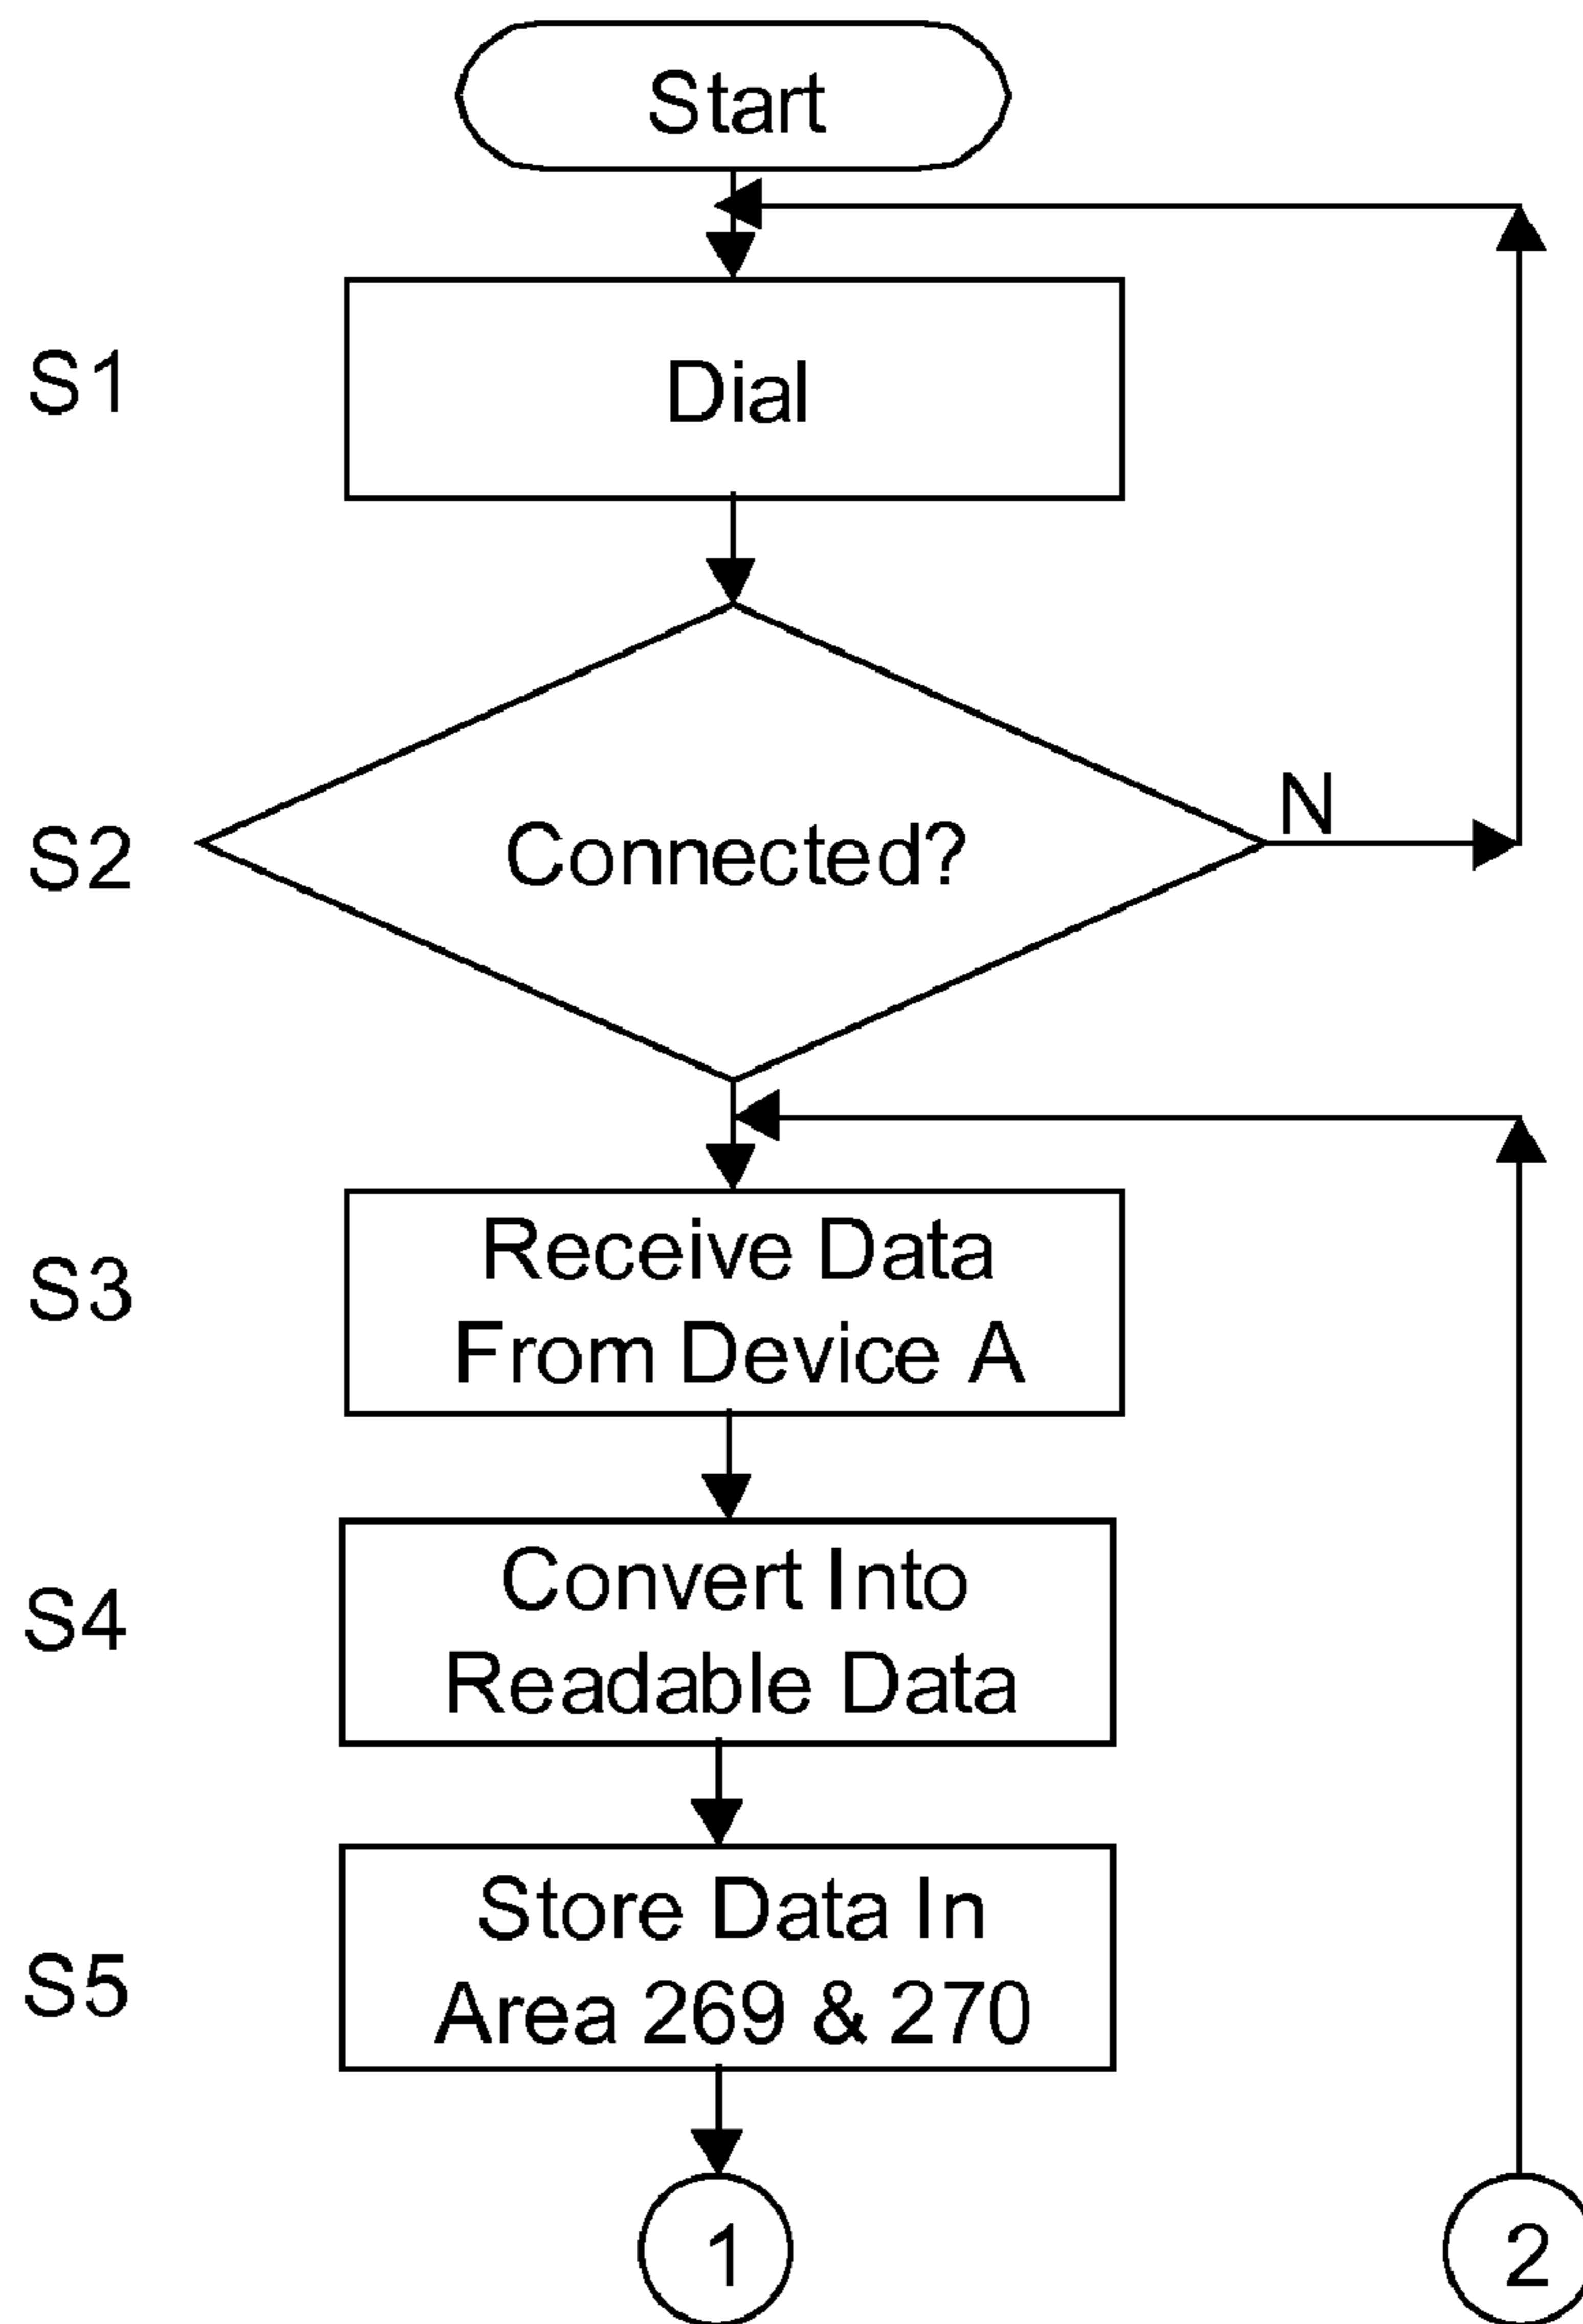 Start
S1
Dial
N
S2
Connected?
S3
Receive Data
From Device A
S4
Convert Into
Readable Data
S5
Store Data In
Area 269 & 270
1
2